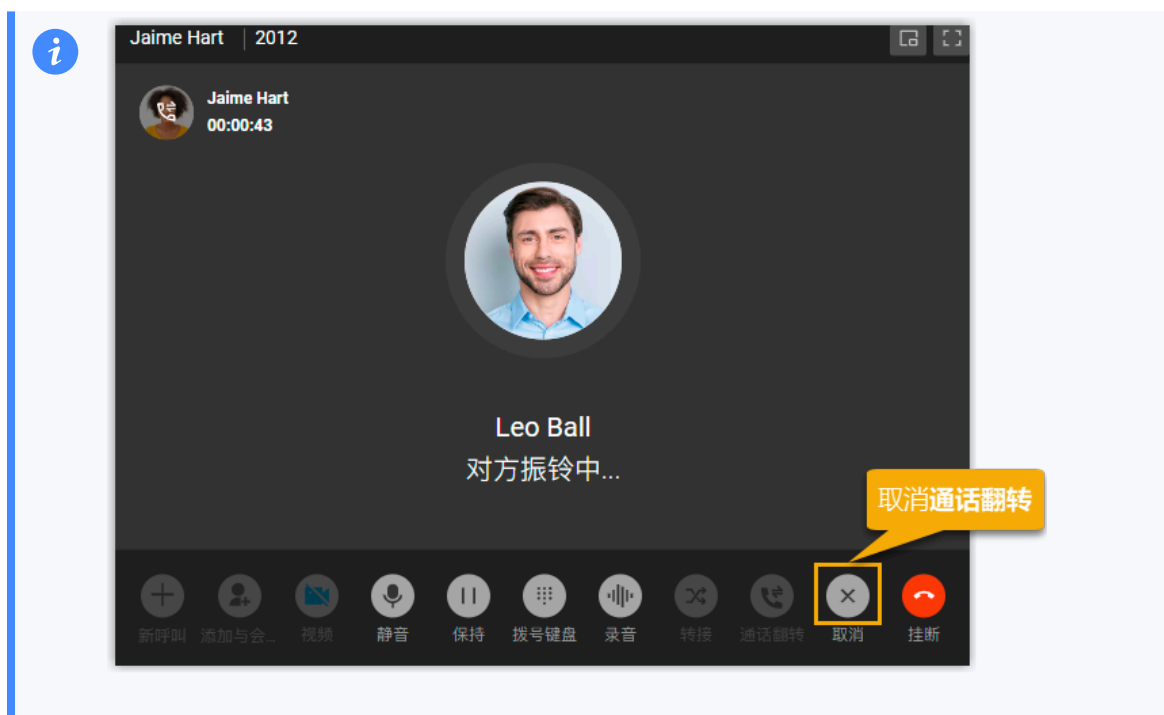 Jaime Hart | 2012
Jaime Hart
00:00:43
Leo Ball
对方振铃中...
取消通话翻转
新呼叫 添加与会... 视频 静音 保持 拨号键盘 录音 转接 通话翻转 取消 挂断